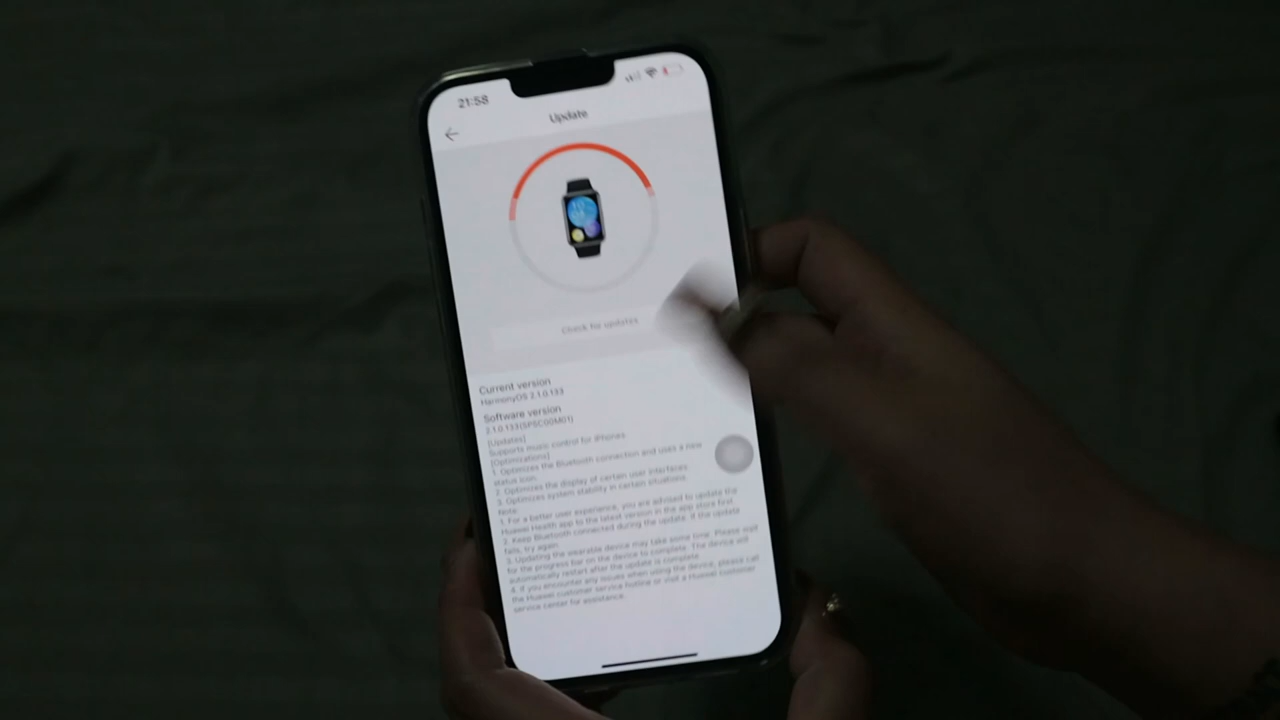 21:58
Update
Check for updates
Current version
HarmonyOS 2.1.0.133
Software version
2.1.0.133(SP5C00M01)
[Updates]
Supports music control for iPhones.
[Optimizations]
1. Optimizes the Bluetooth connection and uses a new
status icon.
2. Optimizes the display of certain user interfaces.
3. Optimizes system stability in certain situations.
Note:
1. For a better user experience, you are advised to update the
Huawei Health app to the latest version in the app store first.
2. Keep Bluetooth connected during the update. If the update
fails, try again.
3. Updating the wearable device may take some time. Please wait
for the progress bar on the device to complete. The device will
automatically restart after the update is complete.
4. If you encounter any issues when using the device, please call
the Huawei customer service hotline or visit a Huawei customer
service center for assistance.